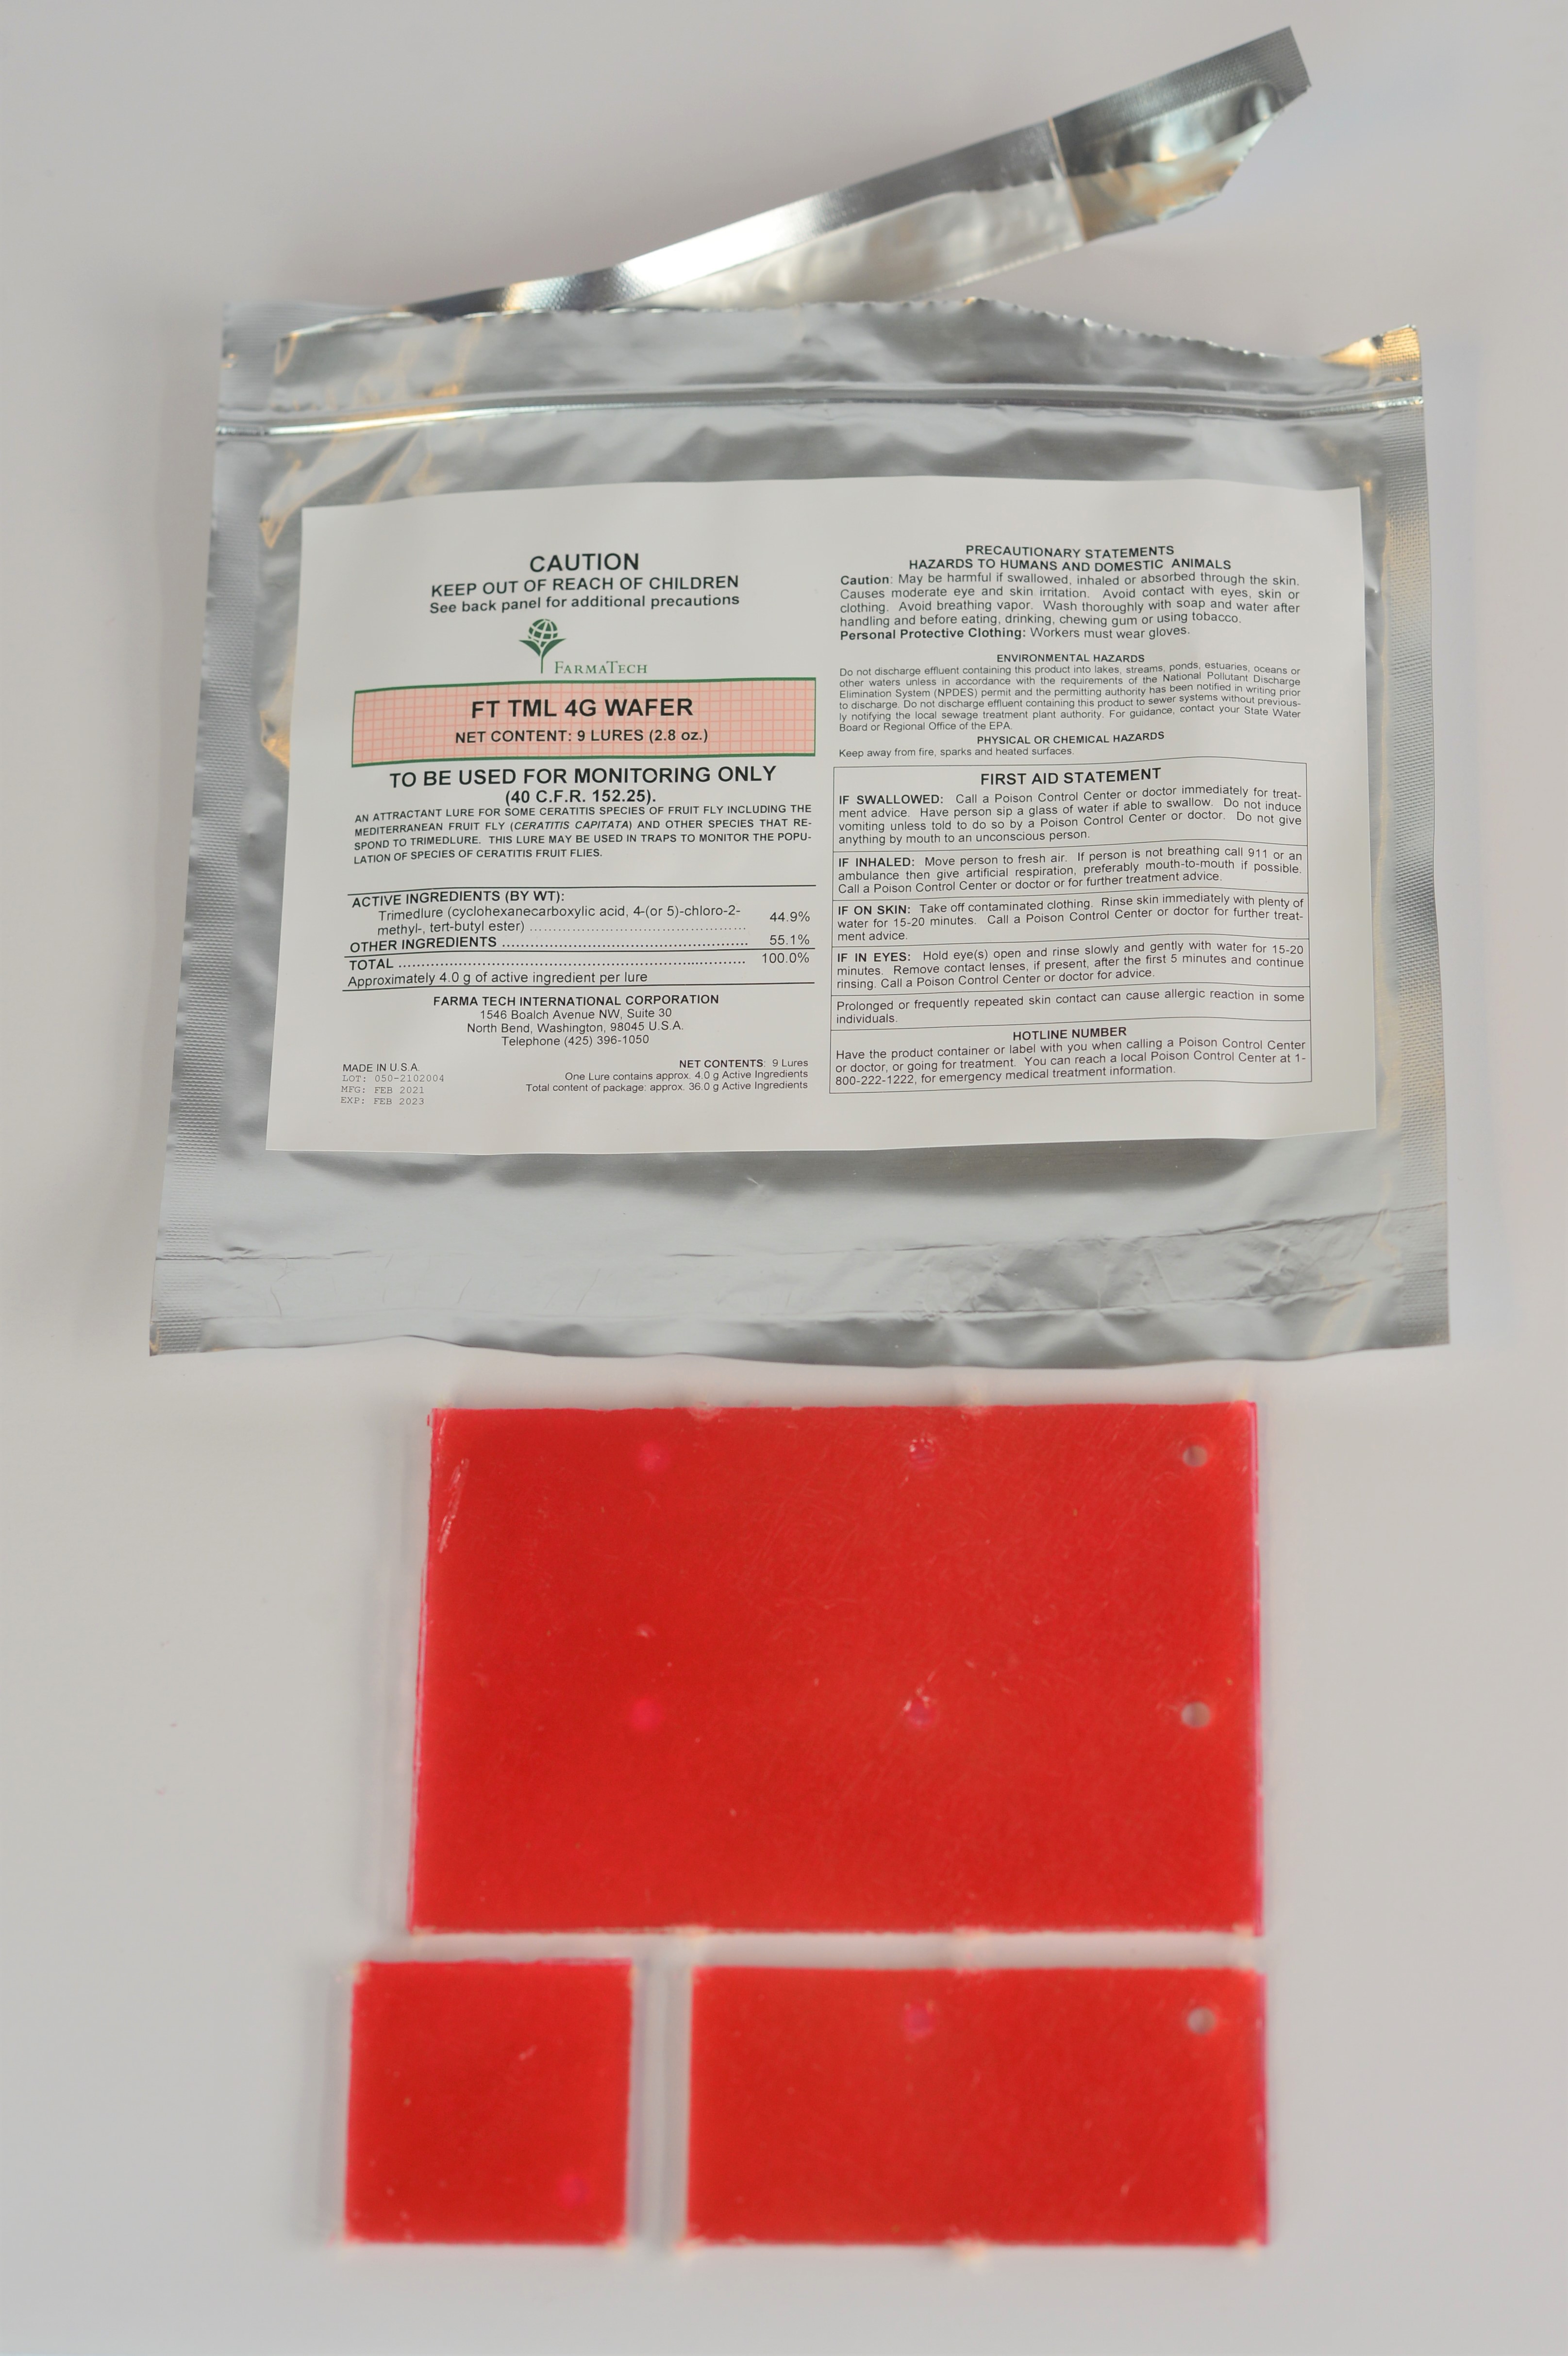 CAUTION
KEEP OUT OF REACH OF CHILDREN
See back panel for additional precautions
FARMATECH
FT TML 4G WAFER
NET CONTENT: 9 LURES (2.8 oz.)
TO BE USED FOR MONITORING ONLY
(40 C.F.R. 152.25).
AN ATTRACTANT LURE FOR SOME CERATITIS SPECIES OF FRUIT FLY INCLUDING THE
MEDITERRANEAN FRUIT FLY (CERATITIS CAPITATA) AND OTHER SPECIES THAT RE-
SPOND TO TRIMEDLURE. THIS LURE MAY BE USED IN TRAPS TO MONITOR THE POPU-
LATION OF SPECIES OF CERATITIS FRUIT FLIES.
ACTIVE INGREDIENTS (BY WT):
Trimedlure (cyclohexanecarboxylic acid, 4-(or 5)-chloro-2-
methyl-, tert-butyl ester) ............................................. 44.9%
OTHER INGREDIENTS .................................................. 55.1%
TOTAL ....................................................................... 100.0%
Approximately 4.0 g of active ingredient per lure
FARMA TECH INTERNATIONAL CORPORATION
1546 Boalch Avenue NW, Suite 30
North Bend, Washington, 98045 U.S.A.
Telephone (425) 396-1050
MADE IN U.S.A.
LOT: 050-2102004
MFG: FEB 2021
EXP: FEB 2023
NET CONTENTS: 9 Lures
One Lure contains approx. 4.0 g Active Ingredients
Total content of package: approx. 36.0 g Active Ingredients
PRECAUTIONARY STATEMENTS
HAZARDS TO HUMANS AND DOMESTIC ANIMALS
Caution: May be harmful if swallowed, inhaled or absorbed through the skin.
Causes moderate eye and skin irritation. Avoid contact with eyes, skin or
clothing. Avoid breathing vapor. Wash thoroughly with soap and water after
handling and before eating, drinking, chewing gum or using tobacco.
Personal Protective Clothing: Workers must wear gloves.
ENVIRONMENTAL HAZARDS
Do not discharge effluent containing this product into lakes, streams, ponds, estuaries, oceans or
other waters unless in accordance with the requirements of the National Pollutant Discharge
Elimination System (NPDES) permit and the permitting authority has been notified in writing prior
to discharge. Do not discharge effluent containing this product to sewer systems without previous-
ly notifying the local sewage treatment plant authority. For guidance, contact your State Water
Board or Regional Office of the EPA.
PHYSICAL OR CHEMICAL HAZARDS
Keep away from fire, sparks and heated surfaces.
FIRST AID STATEMENT
IF SWALLOWED: Call a Poison Control Center or doctor immediately for treat-
ment advice. Have person sip a glass of water if able to swallow. Do not induce
vomiting unless told to do so by a Poison Control Center or doctor. Do not give
anything by mouth to an unconscious person.
IF INHALED: Move person to fresh air. If person is not breathing call 911 or an
ambulance then give artificial respiration, preferably mouth-to-mouth if possible.
Call a Poison Control Center or doctor or for further treatment advice.
IF ON SKIN: Take off contaminated clothing. Rinse skin immediately with plenty of
water for 15-20 minutes. Call a Poison Control Center or doctor for further treat-
ment advice.
IF IN EYES: Hold eye(s) open and rinse slowly and gently with water for 15-20
minutes. Remove contact lenses, if present, after the first 5 minutes and continue
rinsing. Call a Poison Control Center or doctor for advice.
Prolonged or frequently repeated skin contact can cause allergic reaction in some
individuals.
HOTLINE NUMBER
Have the product container or label with you when calling a Poison Control Center
or doctor, or going for treatment. You can reach a local Poison Control Center at 1-
800-222-1222, for emergency medical treatment information.